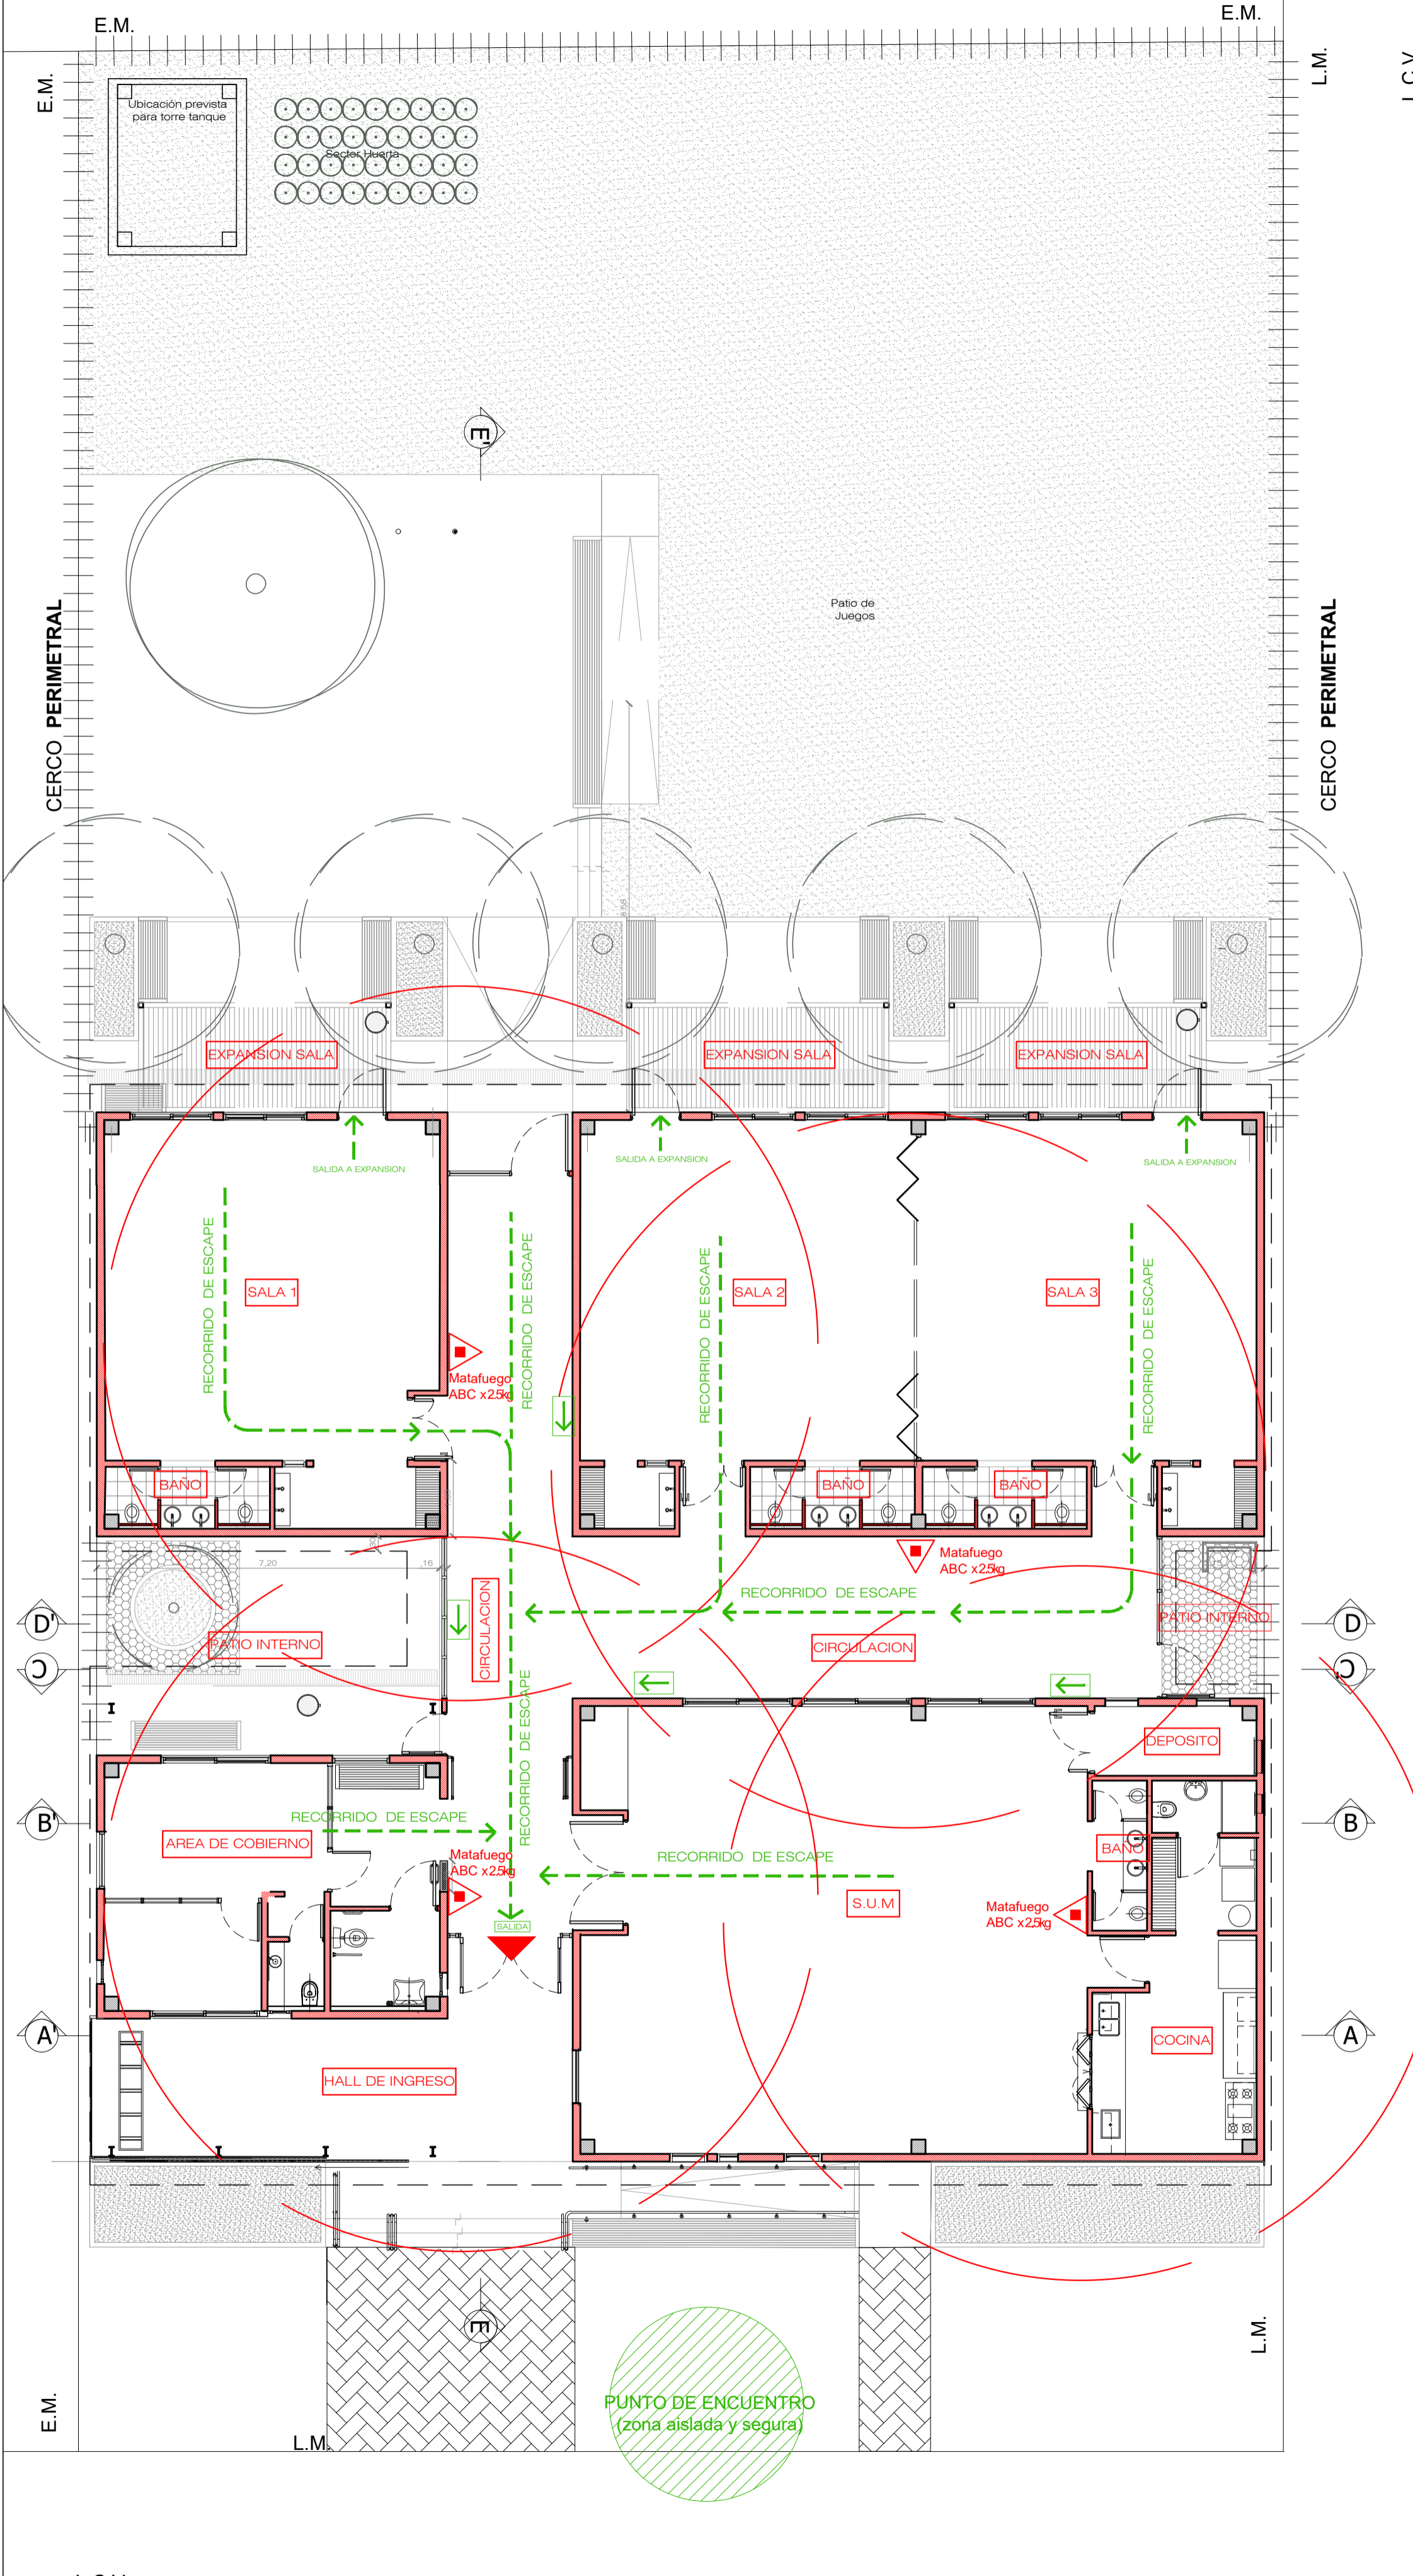 E.M.
E.M.
E.M.
L.M.
Ubicación prevista
para torre tanque
Sector Huerta
E'
CERCO PERIMETRAL
Patio de
Juegos
CERCO PERIMETRAL
EXPANSION SALA
EXPANSION SALA
EXPANSION SALA
SALIDA A EXPANSION
SALIDA A EXPANSION
SALIDA A EXPANSION
RECORRIDO DE ESCAPE
SALA 1
RECORRIDO DE ESCAPE
RECORRIDO DE ESCAPE
SALA 2
SALA 3
RECORRIDO DE ESCAPE
Matafuego
ABC x2.5kg
BAÑO
BAÑO
BAÑO
Matafuego
ABC x2.5kg
7,20
,16
RECORRIDO DE ESCAPE
CIRCULACION
PATIO INTERNO
CIRCULACION
PATIO INTERNO
D'
D
C
C'
RECORRIDO DE ESCAPE
DEPOSITO
B'
B
RECORRIDO DE ESCAPE
AREA DE COBIERNO
BAÑO
Matafuego
ABC x2.5kg
RECORRIDO DE ESCAPE
S.U.M
Matafuego
ABC x2.5kg
SALIDA
A'
A
COCINA
HALL DE INGRESO
E
L.M.
PUNTO DE ENCUENTRO
(zona aislada y segura)
E.M.
L.M.